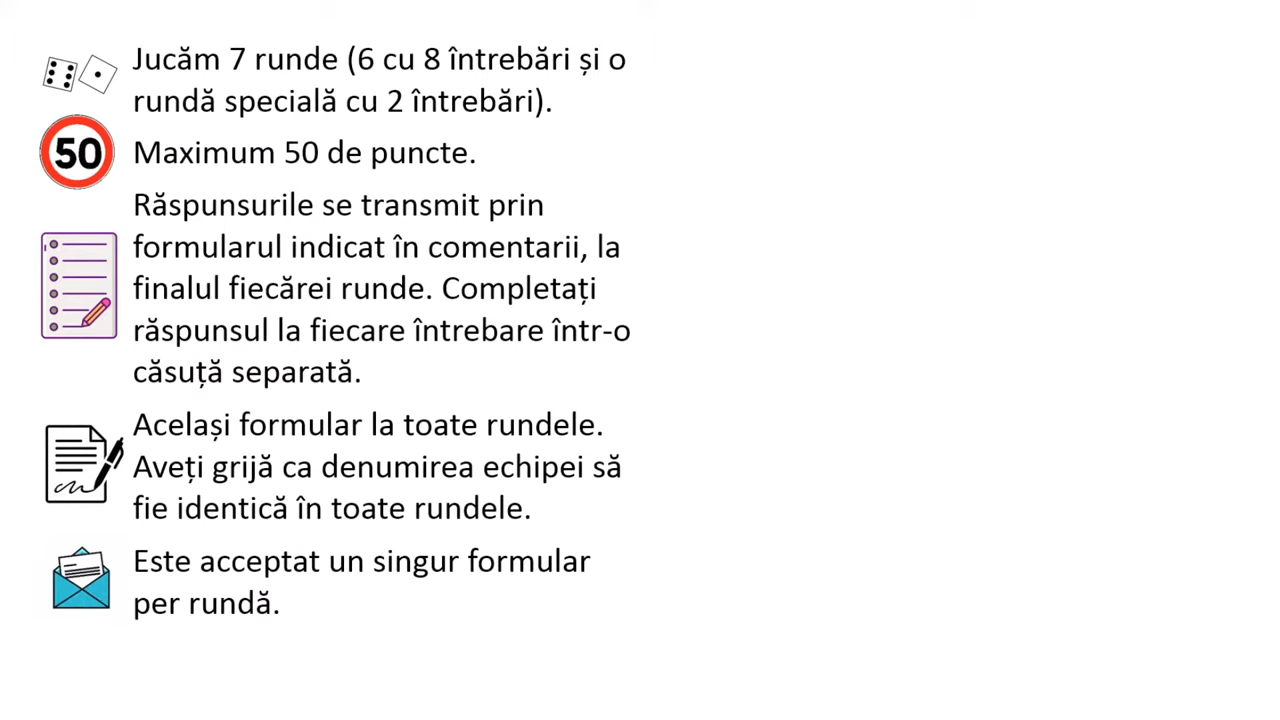 Jucăm 7 runde (6 cu 8 întrebări și o
rundă specială cu 2 întrebări).
50
Maximum 50 de puncte.
Răspunsurile se transmit prin
formularul indicat în comentarii, la
finalul fiecărei runde. Completați
răspunsul la fiecare întrebare într-o
căsuță separată.
Același formular la toate rundele.
Aveți grijă ca denumirea echipei să
fie identică în toate rundele.
Este acceptat un singur formular
per rundă.